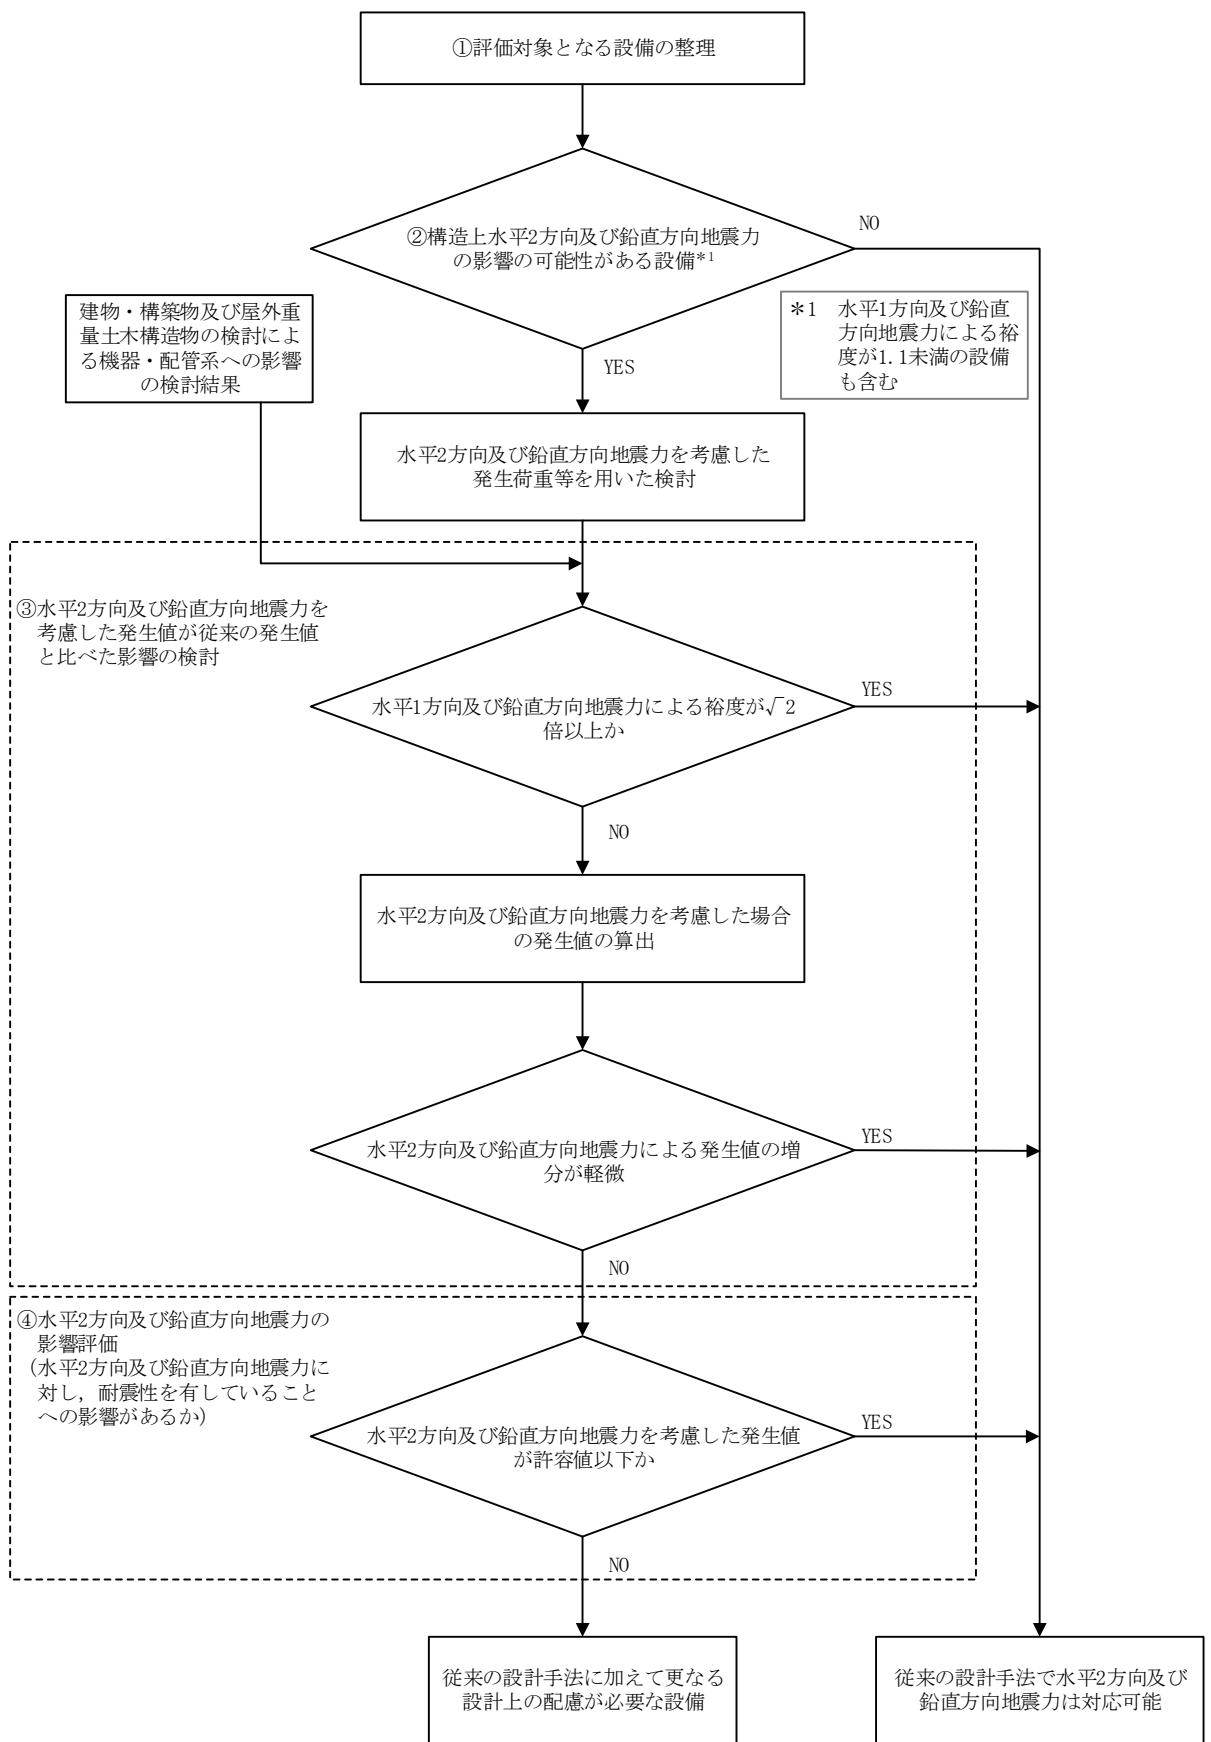 ①評価対象となる設備の整理
②構造上水平2方向及び鉛直方向地震力
の影響の可能性がある設備*1
NO
建物・構築物及び屋外重
量土木構造物の検討によ
る機器・配管系への影響
の検討結果
*1 水平1方向及び鉛直
方向地震力による裕
度が1.1未満の設備
も含む
YES
水平2方向及び鉛直方向地震力を考慮した
発生荷重等を用いた検討
③水平2方向及び鉛直方向地震力を
考慮した発生値が従来の発生値
と比べた影響の検討
水平1方向及び鉛直方向地震力による裕度が√2
倍以上か
YES
NO
水平2方向及び鉛直方向地震力を考慮した場合
の発生値の算出
水平2方向及び鉛直方向地震力による発生値の増
分が軽微
YES
NO
④水平2方向及び鉛直方向地震力の
影響評価
(水平2方向及び鉛直方向地震力に
対し，耐震性を有していること
への影響があるか)
水平2方向及び鉛直方向地震力を考慮した発生値
が許容値以下か
YES
NO
従来の設計手法に加えて更なる
設計上の配慮が必要な設備
従来の設計手法で水平2方向及び
鉛直方向地震力は対応可能